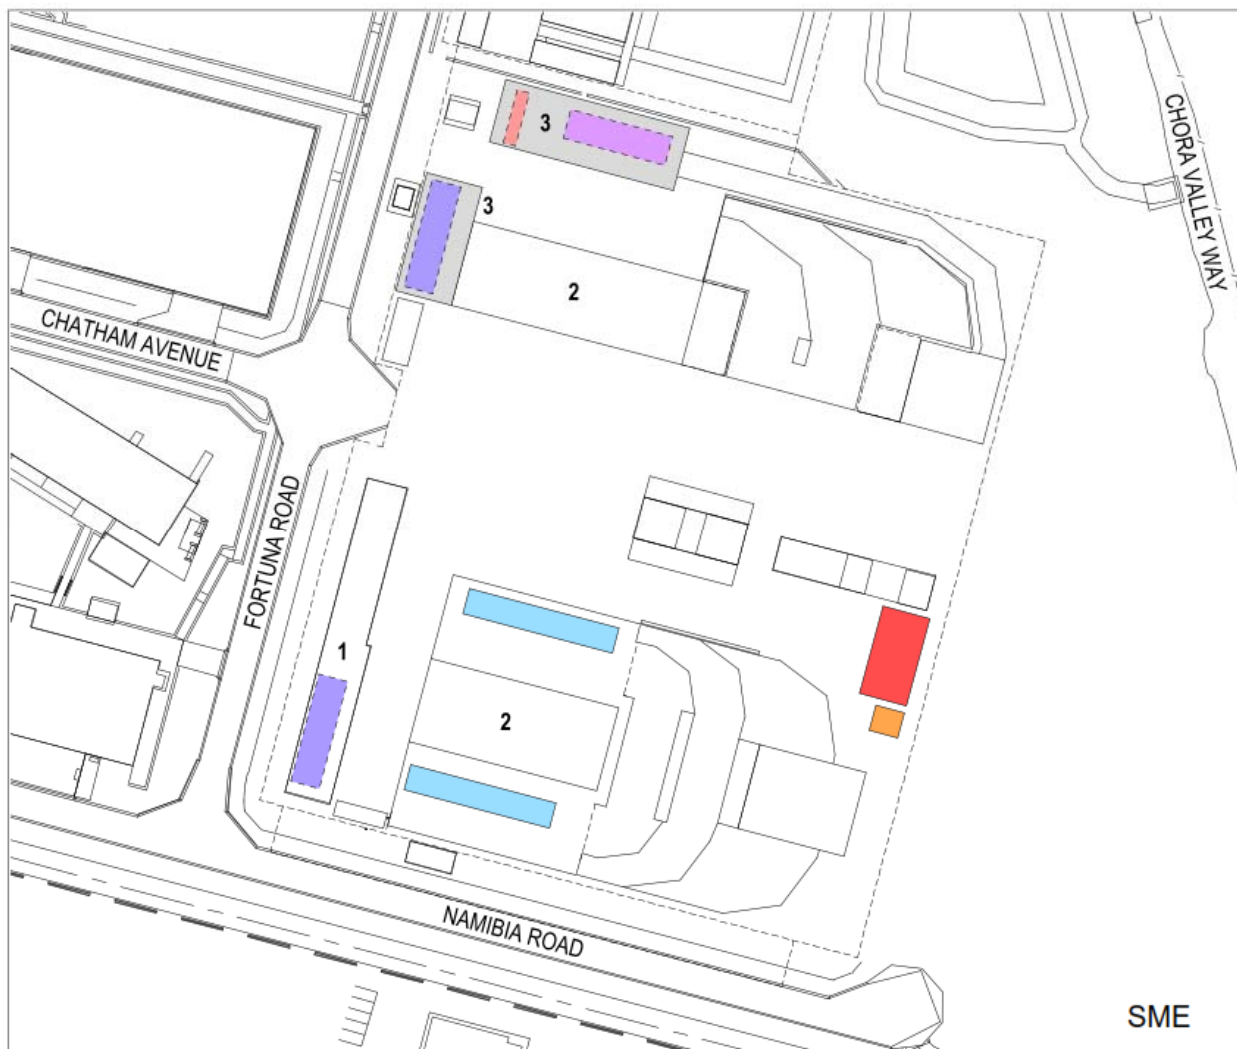 CHORA VALLEY WAY
3
3
2
CHATHAM AVENUE
FORTUNA ROAD
1
2
NAMIBIA ROAD
SME